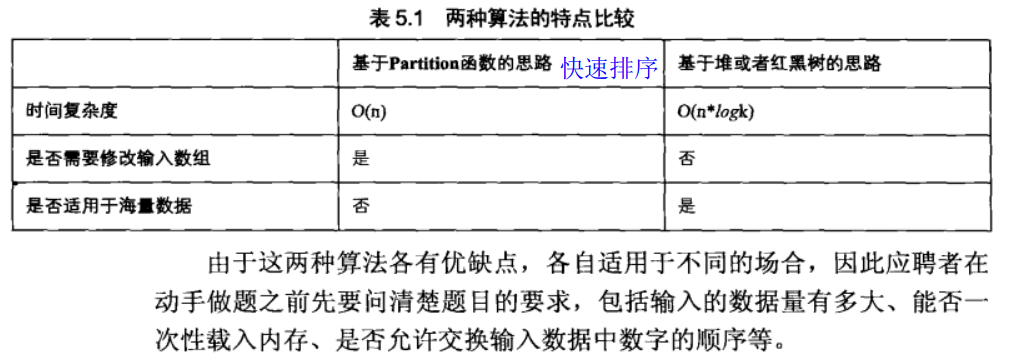 表 5.1 两种算法的特点比较
基于Partition函数的思路 快速排序 基于堆或者红黑树的思路
时间复杂度 O(n) O(n*logk)
是否需要修改输入数组 是 否
是否适用于海量数据 否 是
由于这两种算法各有优缺点，各自适用于不同的场合，因此应聘者在
动手做题之前先要问清楚题目的要求，包括输入的数据量有多大、能否一
次性载入内存、是否允许交换输入数据中数字的顺序等。